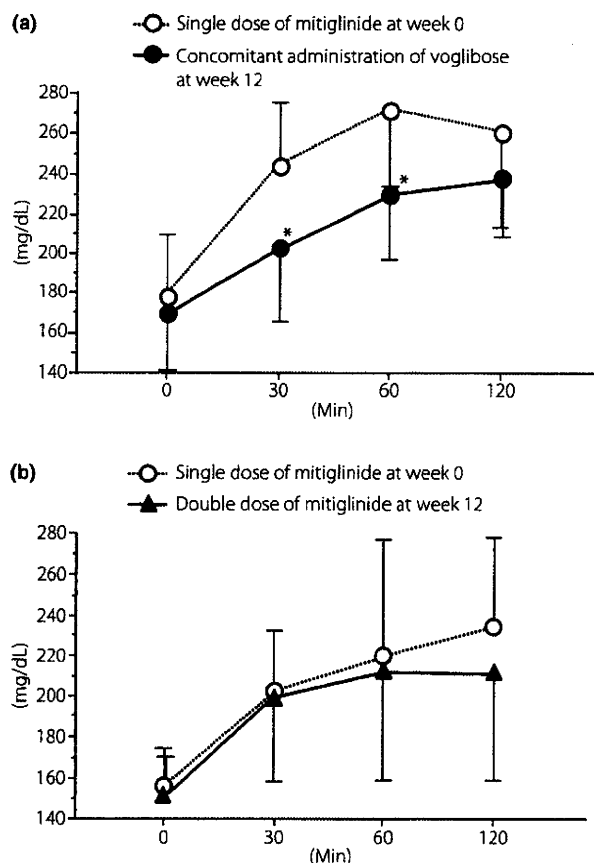 (a)
Single dose of mitiglinide at week 0
Concomitant administration of voglibose
at week 12
280
260
240
220
200
180
160
140
(mg/dL)
*
*
0 30 60 120
(Min)
(b)
Single dose of mitiglinide at week 0
Double dose of mitiglinide at week 12
280
260
240
220
200
180
160
140
(mg/dL)
0 30 60 120
(Min)